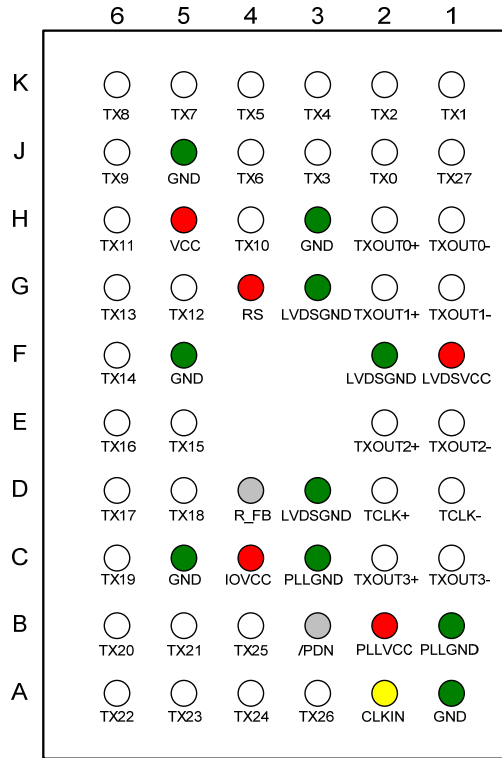 6 5 4 3 2 1
K
TX8 TX7 TX5 TX4 TX2 TX1
J
TX9 GND TX6 TX3 TX0 TX27
H
TX11 VCC TX10 GND TXOUT0+ TXOUT0-
G
TX13 TX12 RS LVDSGND TXOUT1+ TXOUT1-
F
TX14 GND LVDSGND LVDSVCC
E
TX16 TX15 TXOUT2+ TXOUT2-
D
TX17 TX18 R_FB LVDSGND TCLK+ TCLK-
C
TX19 GND IOVCC PLLGND TXOUT3+ TXOUT3-
B
TX20 TX21 TX25 /PDN PLLVCC PLLGND
A
TX22 TX23 TX24 TX26 CLKIN GND